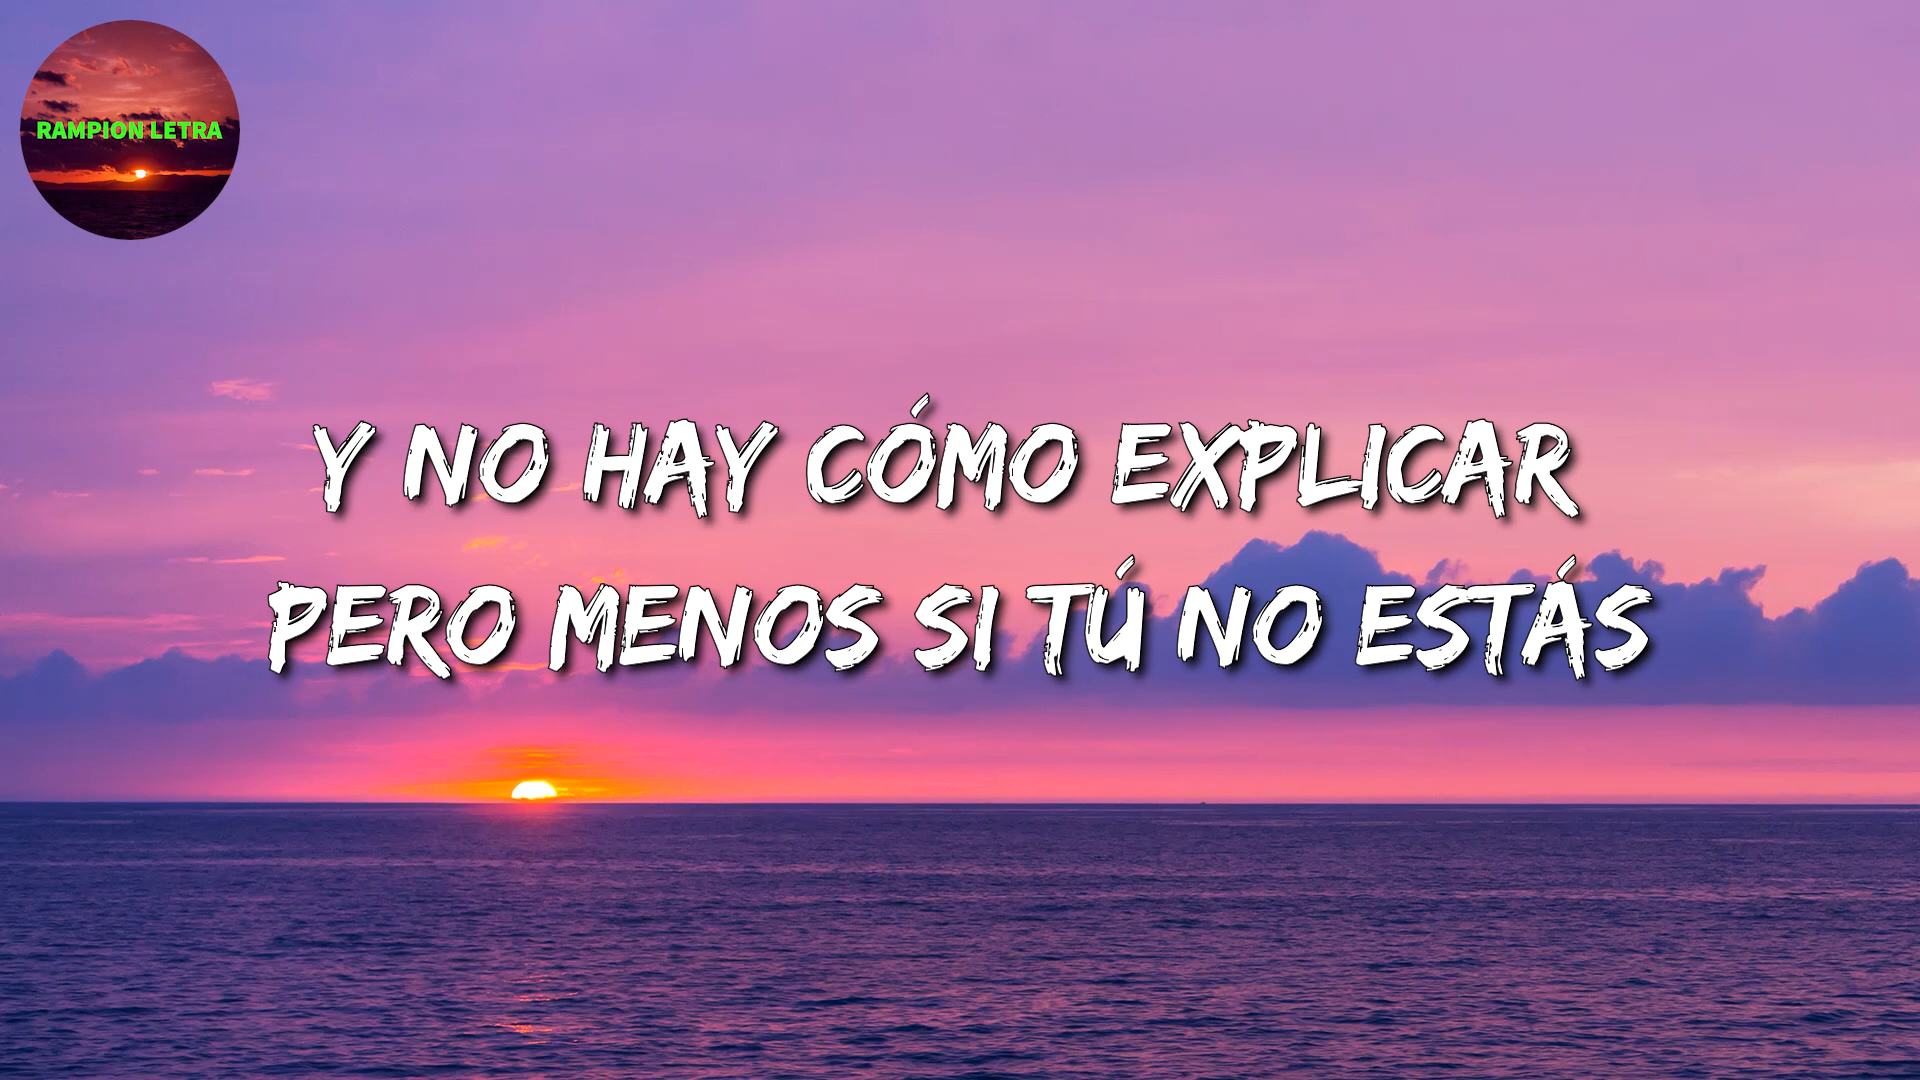 RAMPION LETRA
Y NO HAY CÓMO EXPLICAR
PERO MENOS SI TÚ NO ESTÁS